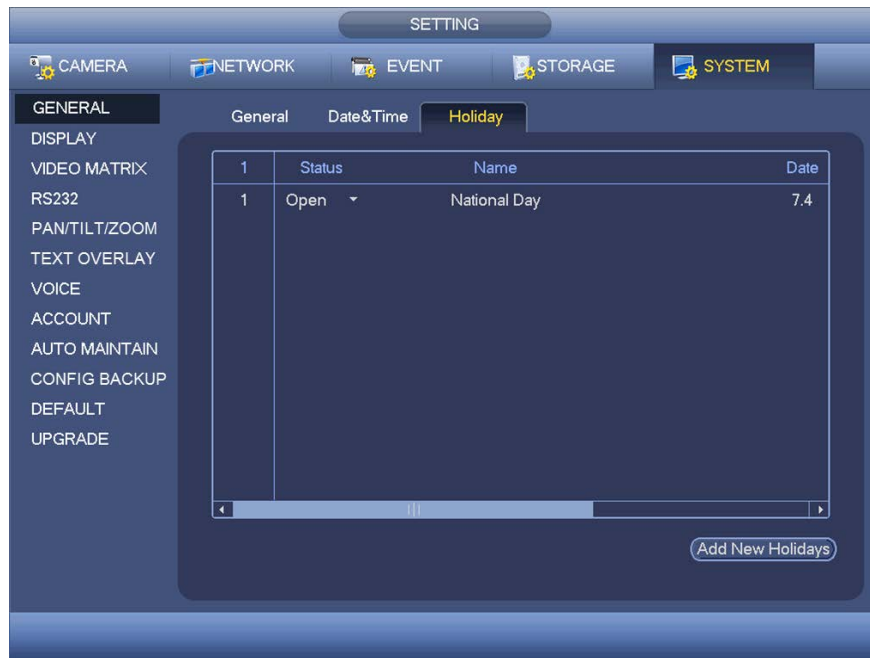 SETTING
CAMERA NETWORK EVENT STORAGE SYSTEM
GENERAL
DISPLAY
VIDEO MATRIX
RS232
PAN/TILT/ZOOM
TEXT OVERLAY
VOICE
ACCOUNT
AUTO MAINTAIN
CONFIG BACKUP
DEFAULT
UPGRADE
General Date&Time Holiday
1 Status Name Date
1 Open National Day 7.4
Add New Holidays